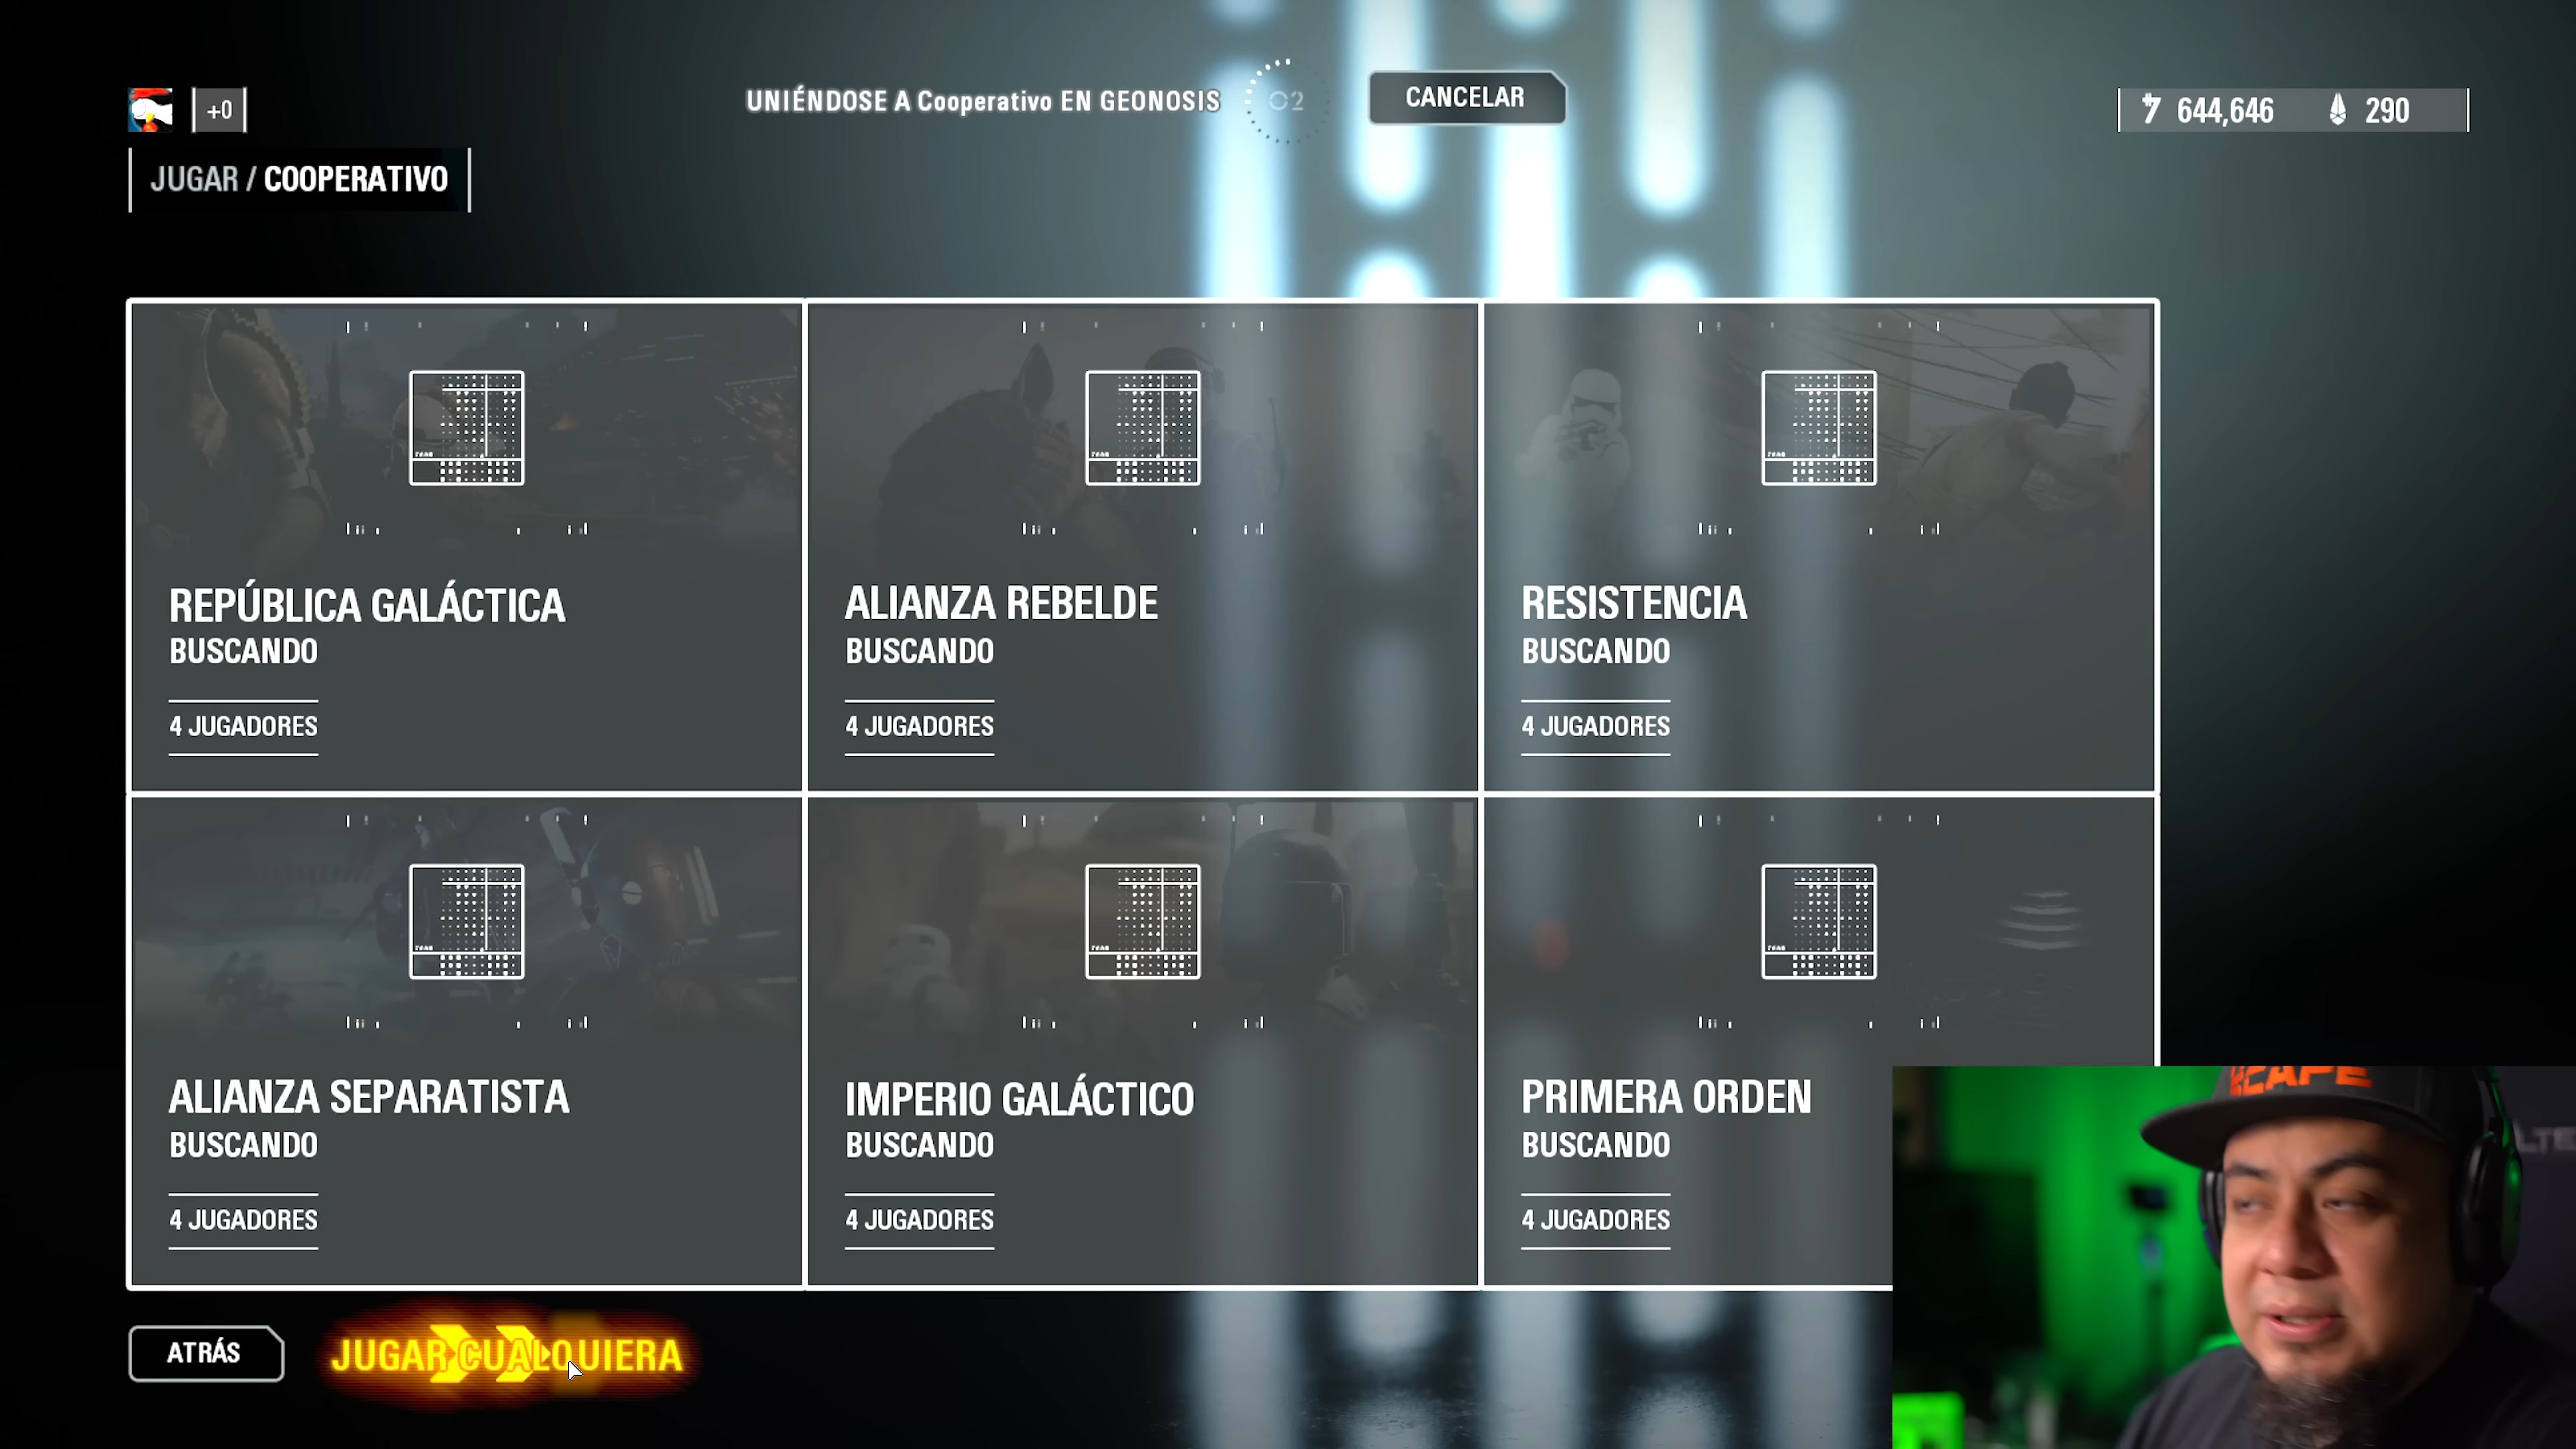 +0
UNIÉNDOSE A Cooperativo EN GEONOSIS
02
CANCELAR
644,646
290
JUGAR / COOPERATIVO
REPÚBLICA GALÁCTICA
BUSCANDO
4 JUGADORES
ALIANZA REBELDE
BUSCANDO
4 JUGADORES
RESISTENCIA
BUSCANDO
4 JUGADORES
ALIANZA SEPARATISTA
BUSCANDO
4 JUGADORES
IMPERIO GALÁCTICO
BUSCANDO
4 JUGADORES
PRIMERA ORDEN
BUSCANDO
4 JUGADORES
ATRÁS
JUGAR CUALQUIERA